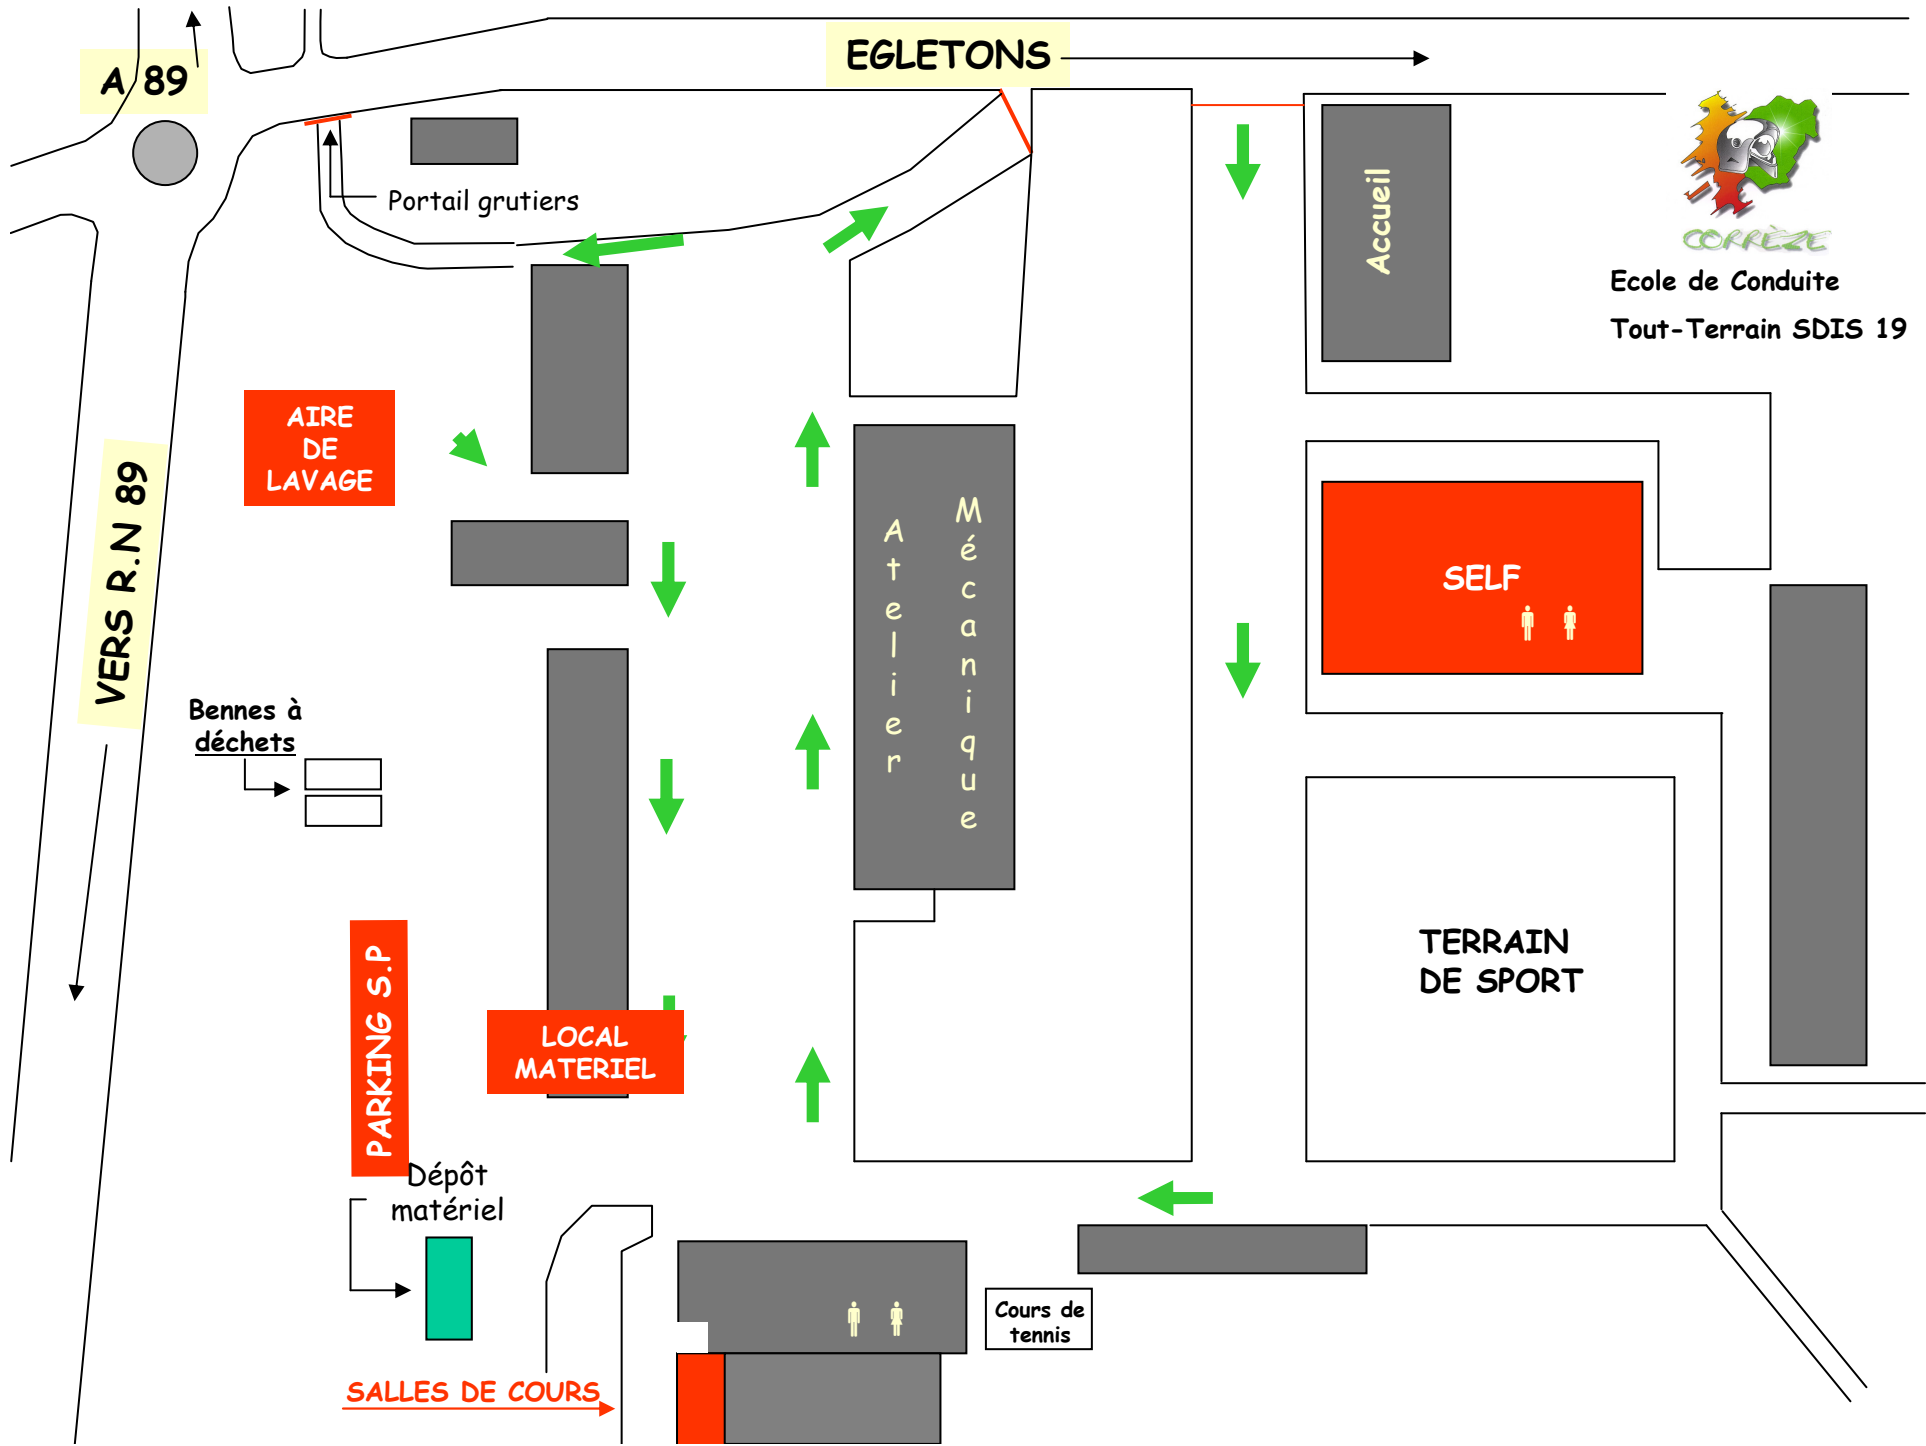 EGLETONS
A 89
Portail grutiers
Accueil
CORRÈZE
Ecole de Conduite
Tout-Terrain SDIS 19
AIRE
DE
LAVAGE
VERS R.N 89
Atelier
Mécanique
SELF
Bennes à
déchets
TERRAIN
DE SPORT
PARKING S.P
LOCAL
MATERIEL
Dépôt
matériel
Cours de
tennis
SALLES DE COURS